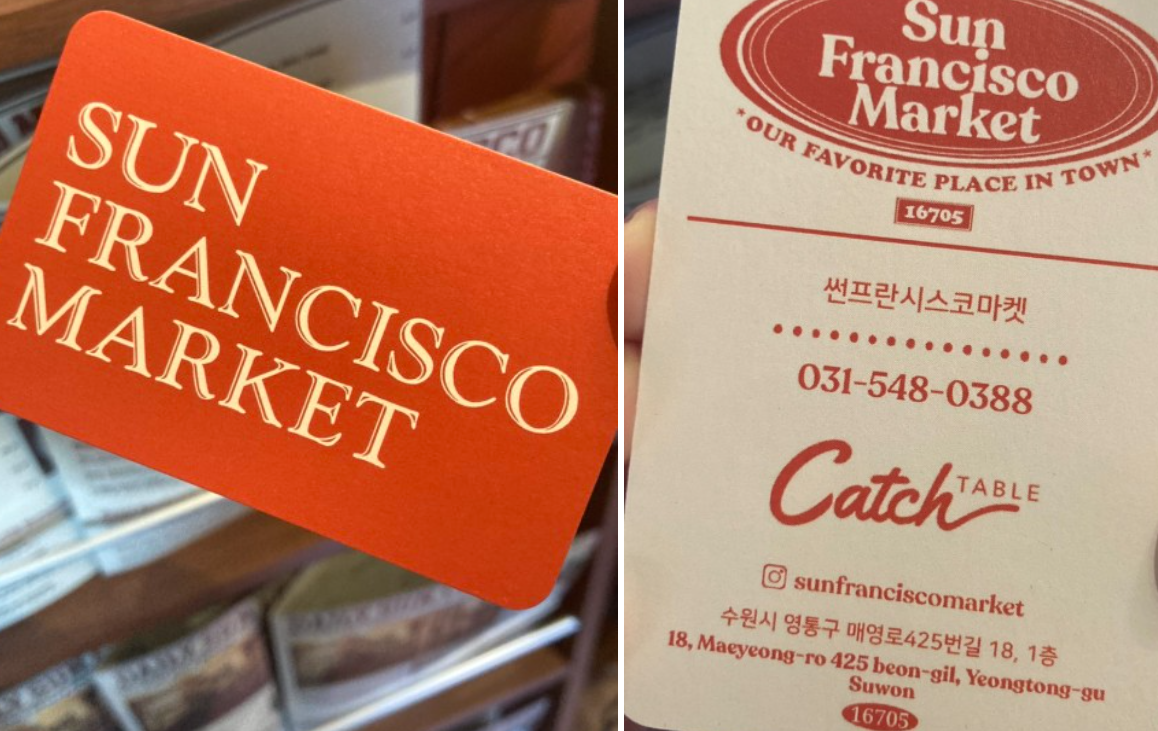 SUN
FRANCISCO
MARKET
Sun
Francisco
Market
*OUR FAVORITE PLACE IN TOWN*
16705
썬프란시스코마켓
031-548-0388
Catch TABLE
sunfranciscomarket
수원시 영통구 매영로425번길 18, 1층
18, Maeyeong-ro 425 beon-gil, Yeongtong-gu
Suwon
16705